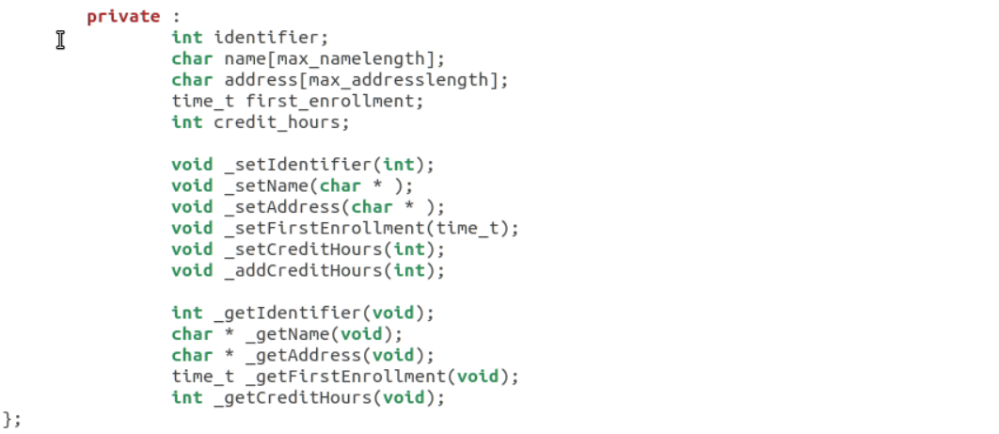 private :
int identifier;
char name[max_namelength];
char address[max_addresslength];
time_t first_enrollment;
int credit_hours;
void _setIdentifier(int);
void _setName(char * );
void _setAddress(char * );
void _setFirstEnrollment(time_t);
void _setCreditHours(int);
void _addCreditHours(int);
int _getIdentifier(void);
char * _getName(void);
char * _getAddress(void);
time_t _getFirstEnrollment(void);
int _getCreditHours(void);
};